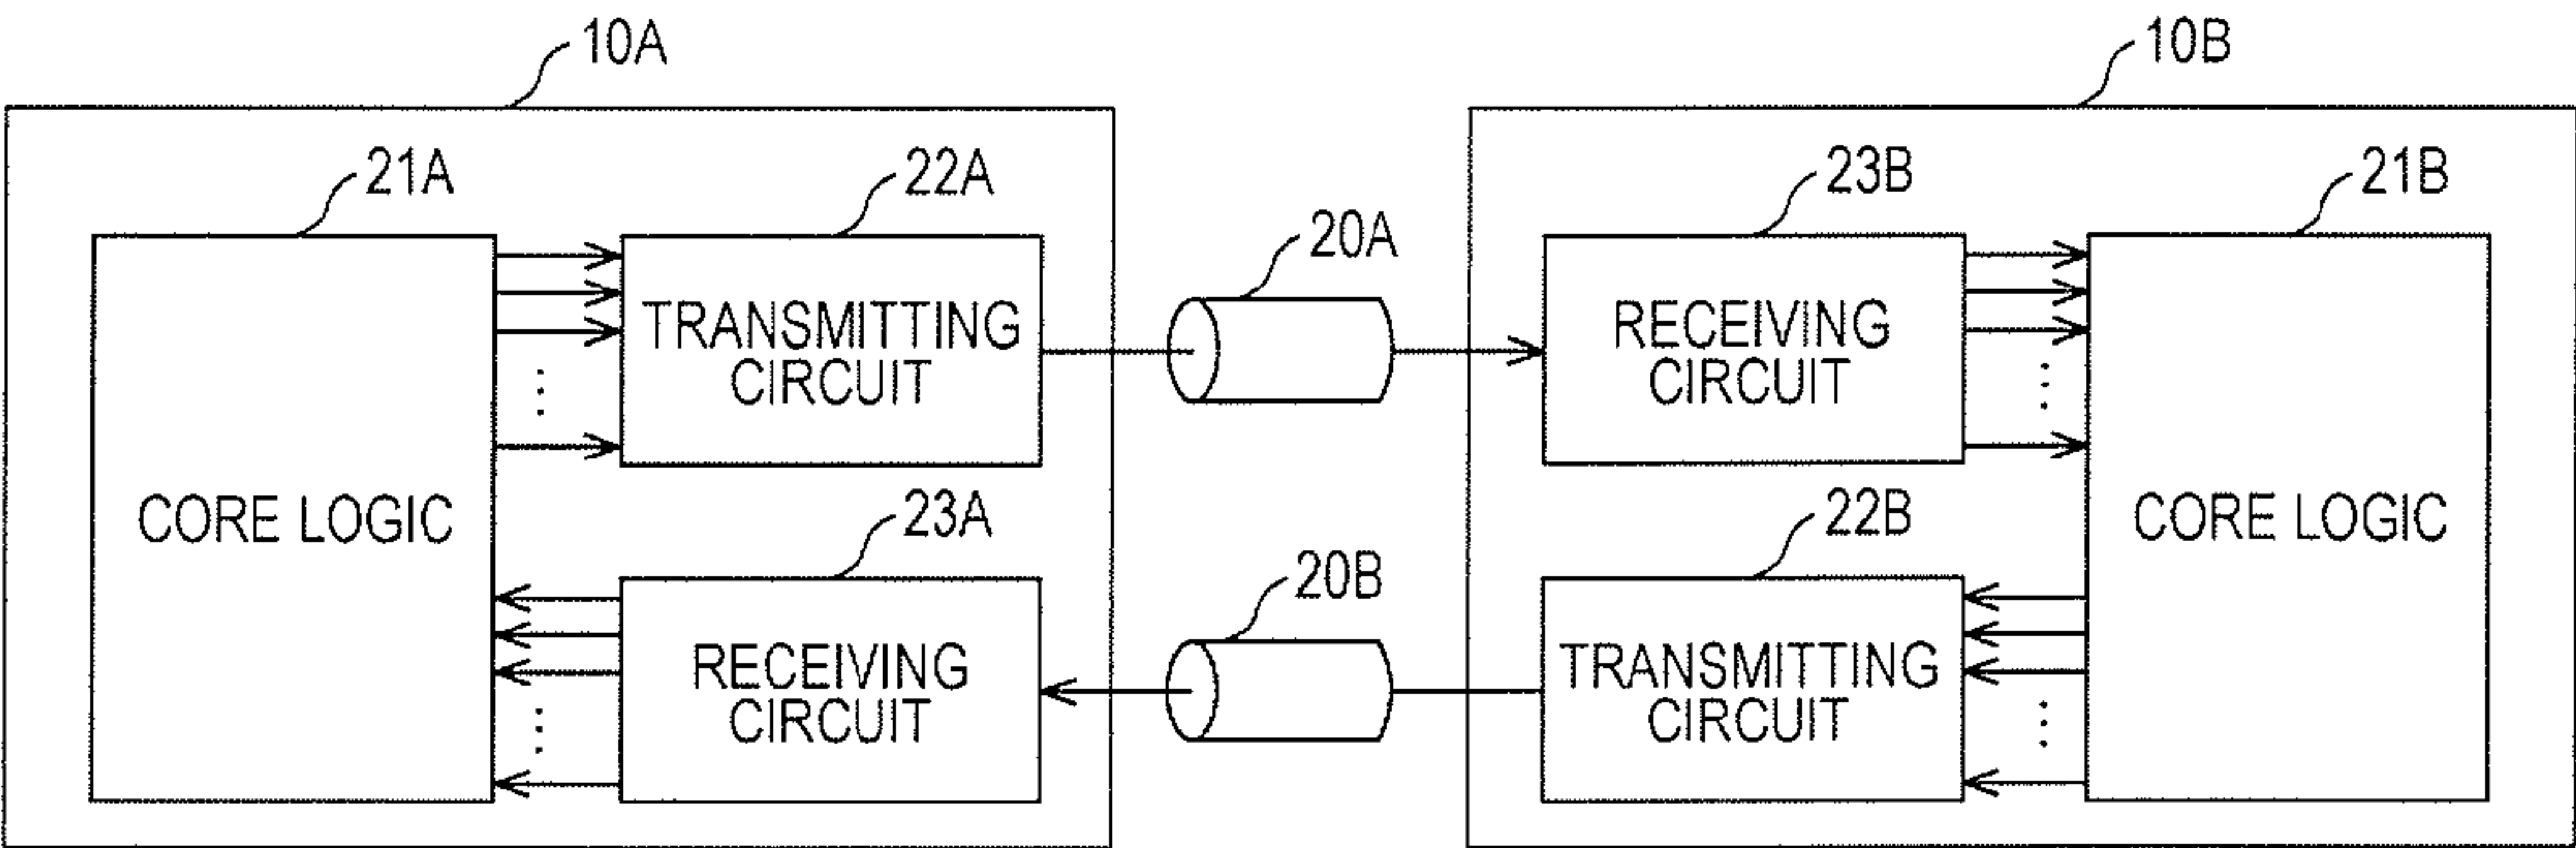 10A
10B
21A
22A
23B
21B
20A
TRANSMITTING
CIRCUIT
RECEIVING
CIRCUIT
CORE LOGIC
23A
22B
CORE LOGIC
20B
RECEIVING
CIRCUIT
TRANSMITTING
CIRCUIT